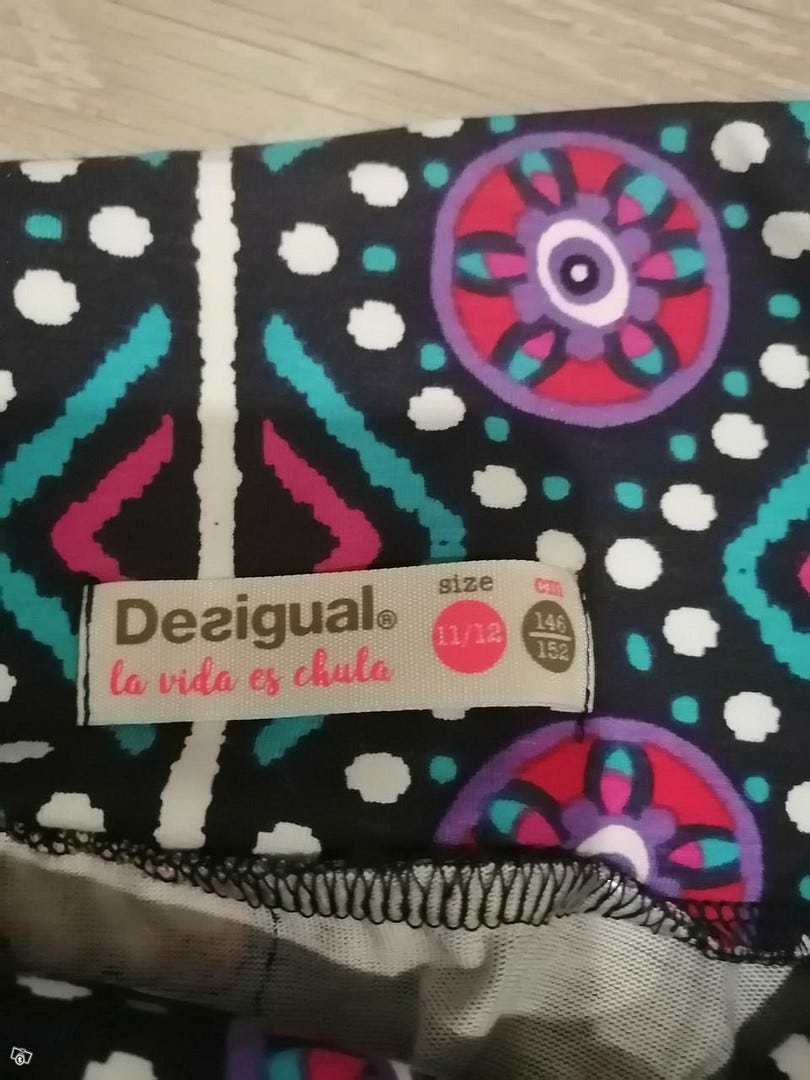 Desigual®
la vida es chula
size
11/12
cm
146
152